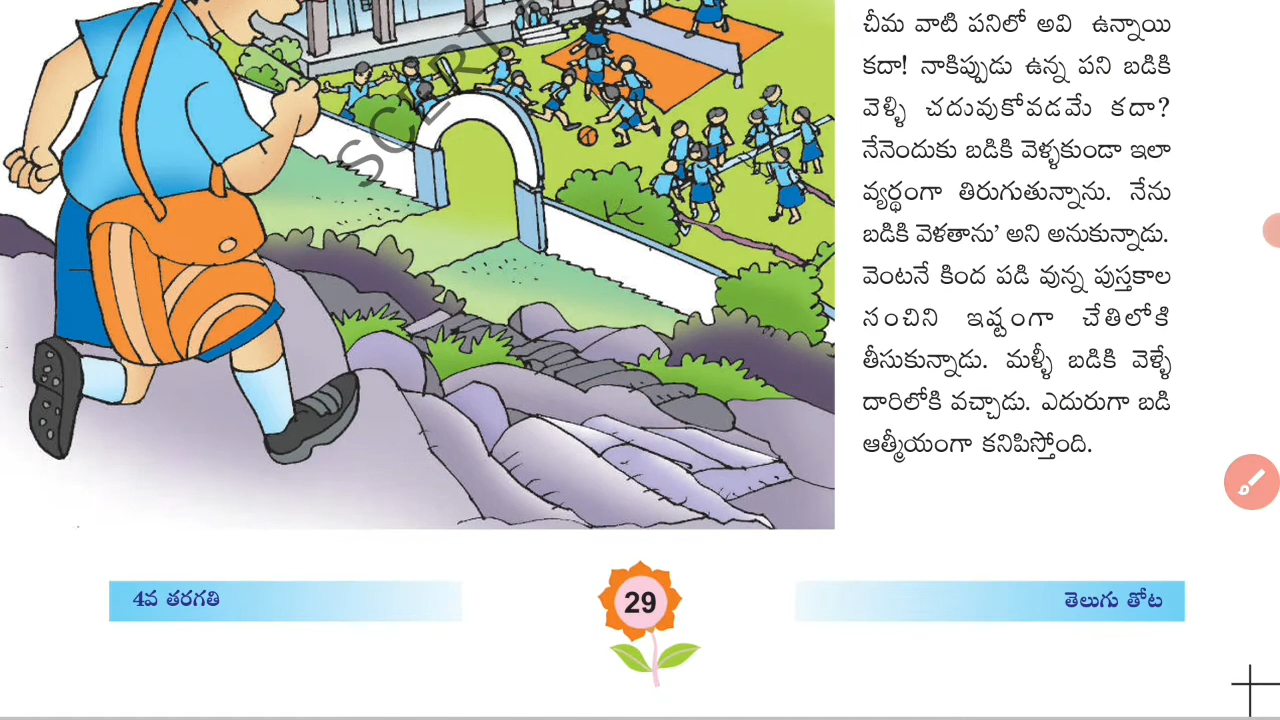 చీమ వాటి పనిలో అవి ఉన్నాయి
కదా! నాకిప్పుడు ఉన్న పని బడికి
వెళ్ళి చదువుకోవడమే కదా?
నేనెందుకు బడికి వెళ్ళకుండా ఇలా
వ్యర్థంగా తిరుగుతున్నాను. నేను
బడికి వెళతాను’ అని అనుకున్నాడు.
వెంటనే కింద పడి వున్న పుస్తకాల
సంచిని ఇష్టంగా చేతిలోకి
తీసుకున్నాడు. మళ్ళీ బడికి వెళ్ళే
దారిలోకి వచ్చాడు. ఎదురుగా బడి
ఆత్మీయంగా కనిపిస్తోంది.
4వ తరగతి
29
తెలుగు తోట